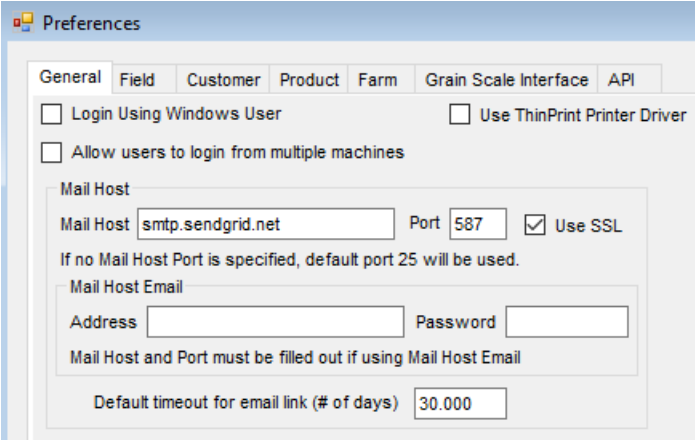 Preferences
General Field Customer Product Farm Grain Scale Interface API
Login Using Windows User Use ThinPrint Printer Driver
Allow users to login from multiple machines
Mail Host
Mail Host smtp.sendgrid.net Port 587 Use SSL
If no Mail Host Port is specified, default port 25 will be used.
Mail Host Email
Address Password
Mail Host and Port must be filled out if using Mail Host Email
Default timeout for email link (# of days) 30.000